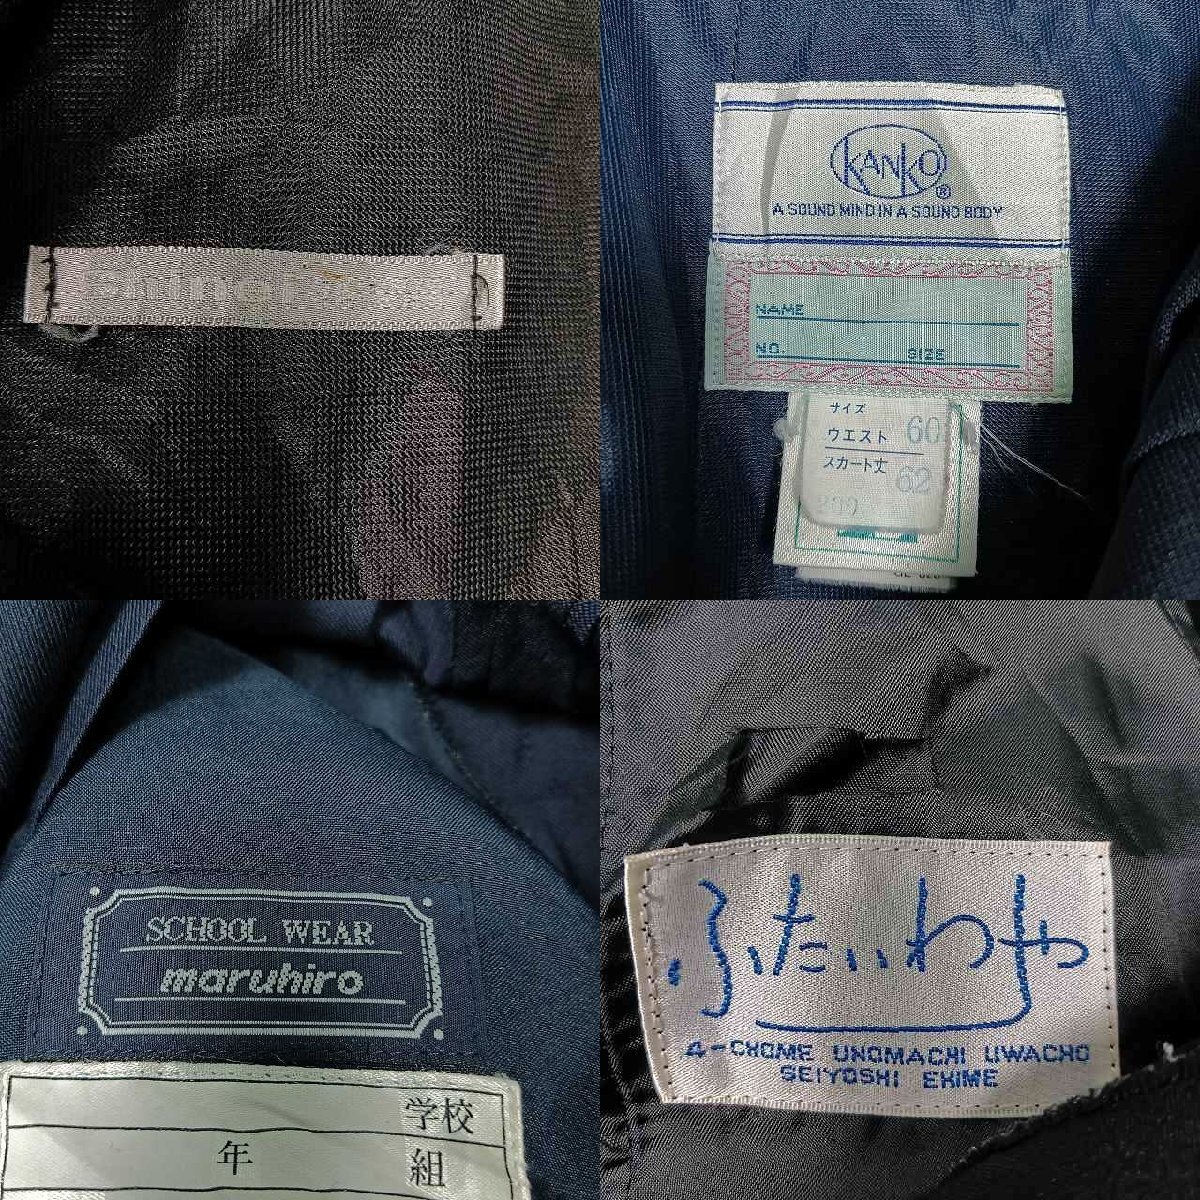 KANKO®
A SOUND MIND IN A SOUND BODY
NAME
NO. SIZE
サイズ
ウエスト 60
スカート丈 62
SCHOOL WEAR
maruhiro
学校
年 組
ふたいわや
4-CHOME UNOMACHI UWACHO
SEIYOSHI EHIME